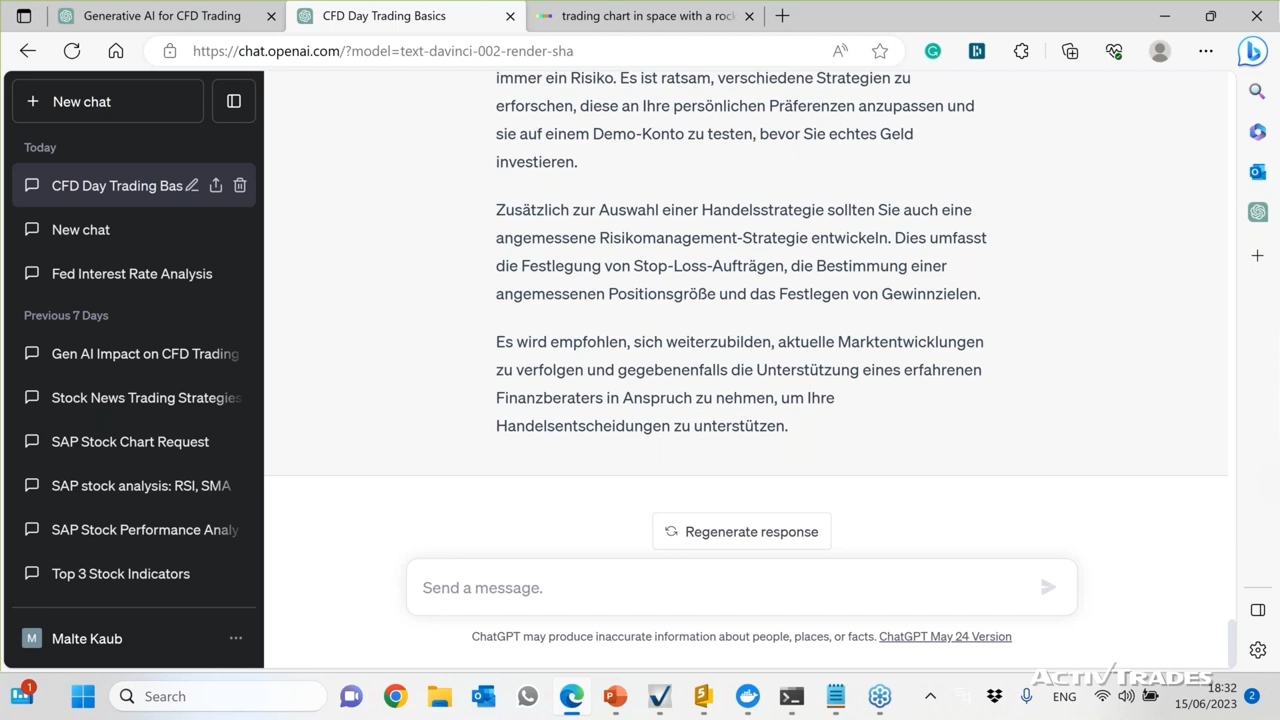 Generative AI for CFD Trading
CFD Day Trading Basics
trading chart in space with a rock
https://chat.openai.com/?model=text-davinci-002-render-sha
New chat
Today
CFD Day Trading Bas
New chat
Fed Interest Rate Analysis
Previous 7 Days
Gen AI Impact on CFD Trading
Stock News Trading Strategies
SAP Stock Chart Request
SAP stock analysis: RSI, SMA
SAP Stock Performance Analy
Top 3 Stock Indicators
M Malte Kaub
immer ein Risiko. Es ist ratsam, verschiedene Strategien zu
erforschen, diese an Ihre persönlichen Präferenzen anzupassen und
sie auf einem Demo-Konto zu testen, bevor Sie echtes Geld
investieren.
Zusätzlich zur Auswahl einer Handelsstrategie sollten Sie auch eine
angemessene Risikomanagement-Strategie entwickeln. Dies umfasst
die Festlegung von Stop-Loss-Aufträgen, die Bestimmung einer
angemessenen Positionsgröße und das Festlegen von Gewinnzielen.
Es wird empfohlen, sich weiterzubilden, aktuelle Marktentwicklungen
zu verfolgen und gegebenenfalls die Unterstützung eines erfahrenen
Finanzberaters in Anspruch zu nehmen, um Ihre
Handelsentscheidungen zu unterstützen.
Regenerate response
Send a message.
ChatGPT may produce inaccurate information about people, places, or facts. ChatGPT May 24 Version
ACTIVTRADES
1
Search
ENG
18:32
15/06/2023
2